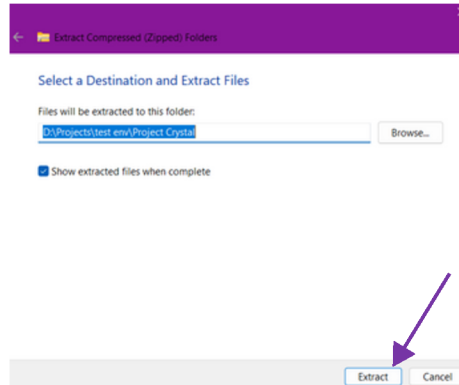 Extract Compressed (Zipped) Folders
Select a Destination and Extract Files
Files will be extracted to this folder:
D:\Projects\test env\Project Crystal
Browse...
Show extracted files when complete
Extract
Cancel